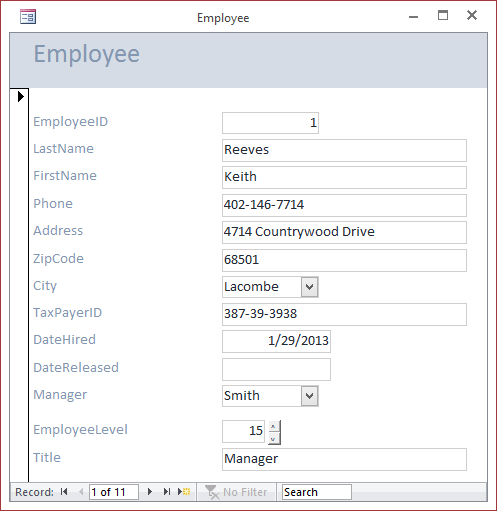 Employee
Employee
EmployeeID 1
LastName Reeves
FirstName Keith
Phone 402-146-7714
Address 4714 Countrywood Drive
ZipCode 68501
City Lacombe
TaxPayerID 387-39-3938
DateHired 1/29/2013
DateReleased
Manager Smith
EmployeeLevel 15
Title Manager
Record: 1 of 11 No Filter Search